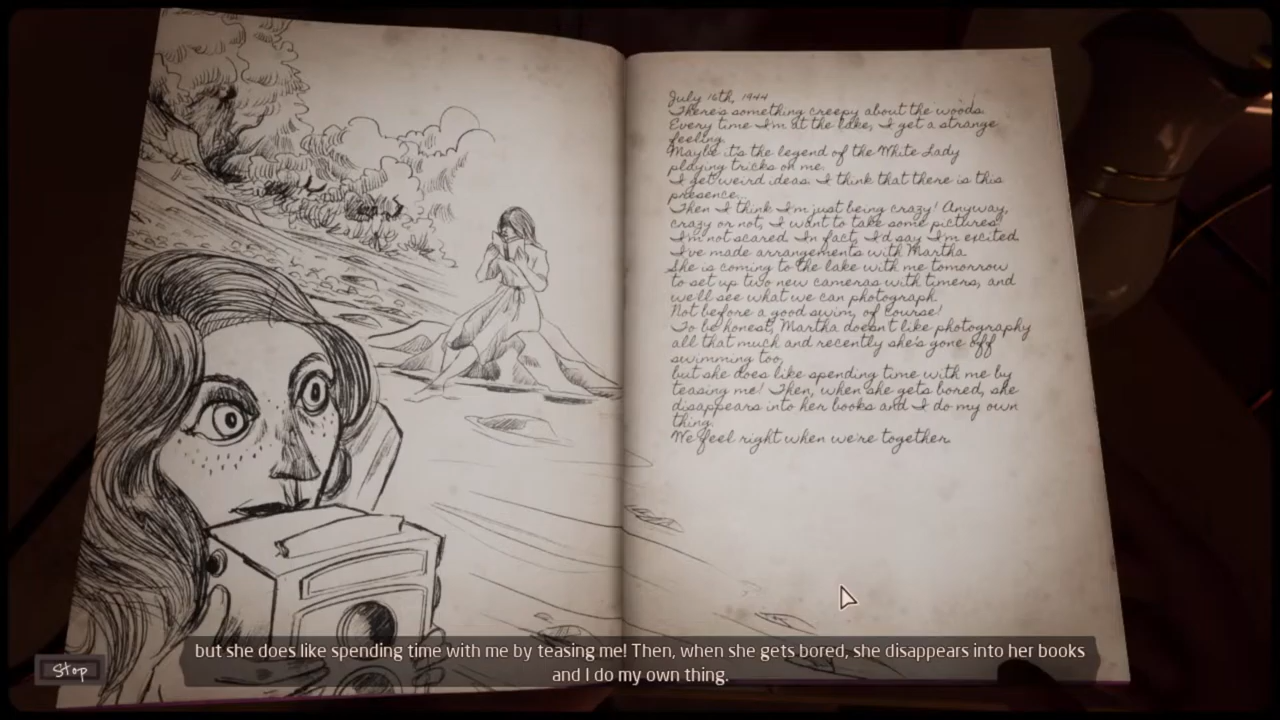 July 16th, 1944
There's something creepy about the woods.
Every time I'm at the lake, I get a strange
feeling.
Maybe it's the legend of the White Lady
playing tricks on me.
I get weird ideas. I think that there is this
presence...
Then I think I'm just being crazy! Anyway,
crazy or not, I want to take some pictures.
I'm not scared. In fact, I'd say I'm excited.
I've made arrangements with Martha.
She is coming to the lake with me tomorrow
to set up two new cameras with timers, and
we'll see what we can photograph.
Not before a good swim, of course!
To be honest, Martha doesn't like photography
all that much and recently she's gone off
swimming too,
but she does like spending time with me by
teasing me! Then, when she gets bored, she
disappears into her books and I do my own
thing.
We feel right when we're together.
but she does like spending time with me by teasing me! Then, when she gets bored, she disappears into her books
and I do my own thing.
Stop